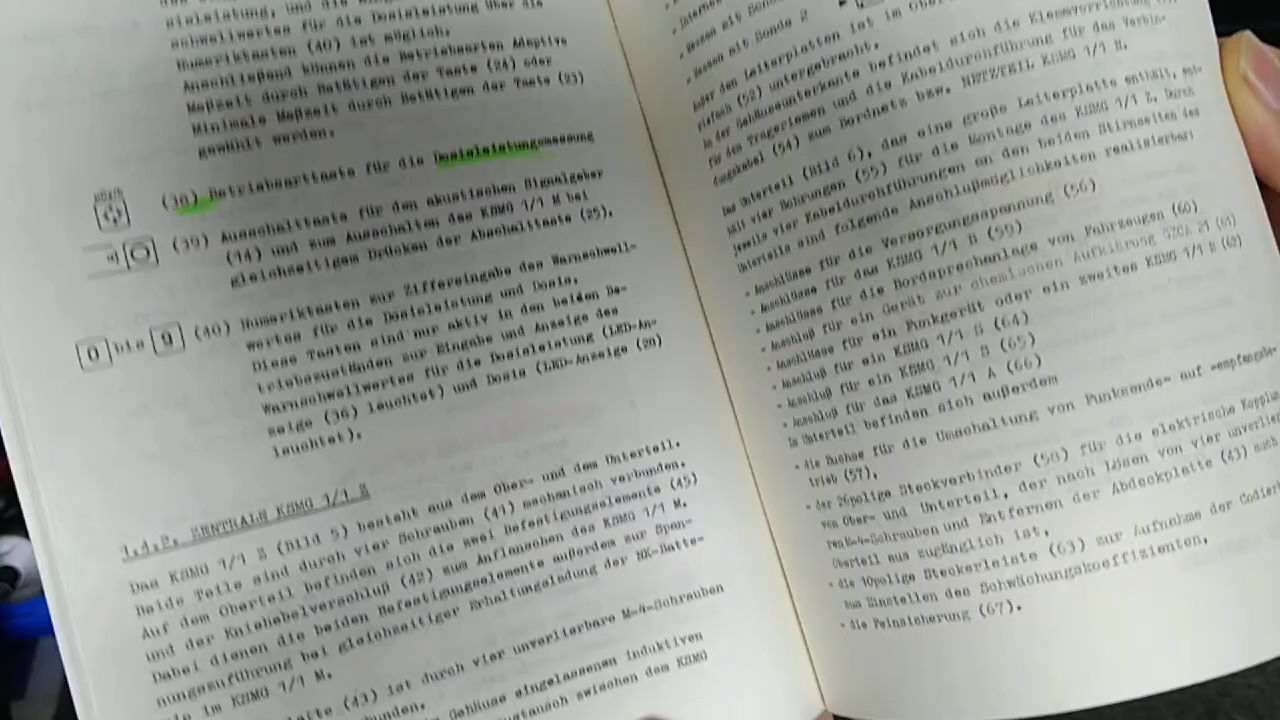 eisleistung, und die
schwellwertes für die Dosisleistung über die
Numeriktasten (40) ist möglich.
Anschließend können die Betriebsarten Adaptive
Meßzeit durch Betätigen der Taste (24) oder
Minimale Meßzeit durch Betätigen der Taste (23)
gewählt werden.
(38) Betriebsarttaste für die Dosisleistungsmessung
(39) Ausschalttaste für den akustischen Signalgeber
(14) und zum Ausschalten des KSMG 1/1 M bei
gleichzeitigem Drücken der Abschalttaste (25).
0 bis 9 (40) Numeriktasten zur Zifferneingabe des Warnschwell-
wertes für die Dosisleistung und Dosis.
Diese Tasten sind nur aktiv in den beiden Be-
triebszuständen zur Eingabe und Anzeige des
Warnschwellwertes für die Dosisleistung (LED-An-
zeige (36) leuchtet) und Dosis (LED-Anzeige (20)
leuchtet).
1.4.2. ZENTRALE KSMG 1/1 Z
Das KSMG 1/1 Z (Bild 5) besteht aus dem Ober- und dem Unterteil.
Beide Teile sind durch vier Schrauben (41) mechanisch verbunden.
Auf dem Oberteil befinden sich die zwei Befestigungselemente (45)
und der Kniehebelverschluß (42) zum Anflanschen des KSMG 1/1 M.
Dabei dienen die beiden Befestigungselemente außerdem zur Span-
nungszuführung bei gleichzeitiger Erhaltungsladung der NK-Batte-
im KSMG 1/1 M.
(43) ist durch vier unverlierbare M-4-Schrauben
Gehäuse eingelassenen induktiven
zwischen dem KSMG
- Messen mit Sonde
- Messen mit Sonde 2
Außer den Leiterplatten ist im
(52) untergebracht.
An der Gehäuseunterkante befindet sich die Klemmvorrichtung
für den Trageriemen und die Kabeldurchführung für das Verbin-
dungskabel (54) zum Bordnetz bzw. NETZTEIL KSMG 1/1 N.
Das Unterteil (Bild 6), das eine große Leiterplatte enthält,
mit vier Bohrungen (55) für die Montage des KSMG 1/1 Z. Durch
jeweils vier Kabeldurchführungen an den beiden Stirnseiten des
Unterteils sind folgende Anschlußmöglichkeiten realisierbar:
- Anschlüsse für die Versorgungsspannung (56)
- Anschlüsse für das KSMG 1/1 B (59)
- Anschlüsse für die Bordsprechanlage von Fahrzeugen (60)
- Anschluß für ein Gerät zur chemischen Aufklärung (61)
- Anschlüsse für ein Funkgerät oder ein zweites KSMG 1/1 (62)
- Anschluß für ein KSMG 1/1 S (64)
- Anschluß für ein KSMG 1/1 S (65)
- Anschluß für das KSMG 1/1 A (66)
Im Unterteil befinden sich außerdem
- die Buchse für die Umschaltung von Funksende- auf -empfangsbe-
trieb (57),
- der 26polige Steckverbinder (58) für die elektrische
von Ober- und Unterteil, der nach Lösen von vier
M-4-Schrauben und Entfernen der Abdeckplatte (43) auch
Oberteil aus zugänglich ist,
- die 10polige Steckerleiste (63) zur Aufnahme der
zum Einstellen des Schwächungskoeffizienten,
- die Feinsicherung (67).